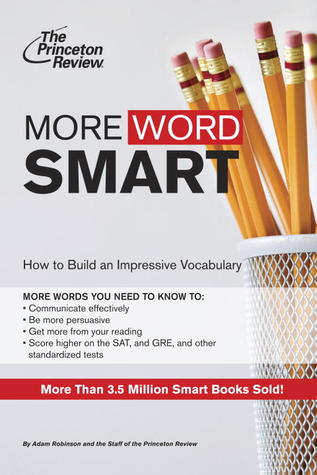 The
Princeton
Review
MORE WORD
SMART
How to Build an Impressive Vocabulary
MORE WORDS YOU NEED TO KNOW TO:
• Communicate effectively
• Be more persuasive
• Get more from your reading
• Score higher on the SAT, and GRE, and other
standardized tests
More Than 3.5 Million Smart Books Sold!
By Adam Robinson and the Staff of the Princeton Review